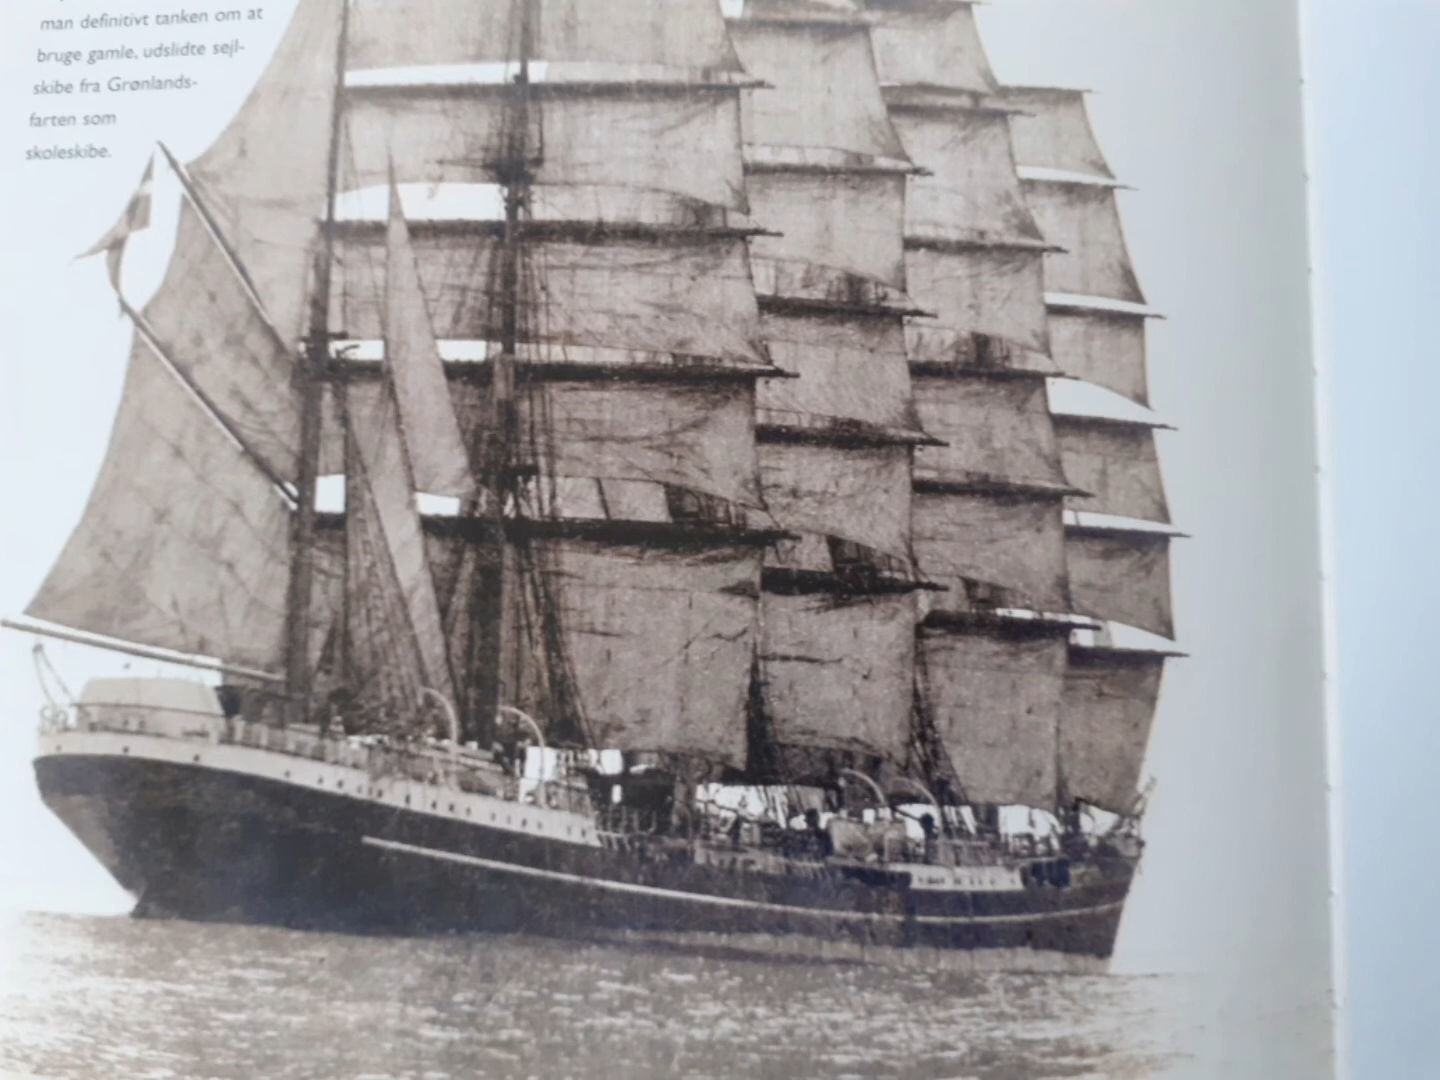 man definitivt tanken om at
bruge gamle, udslidte sejl-
skibe fra Grønlands-
farten som
skoleskibe.